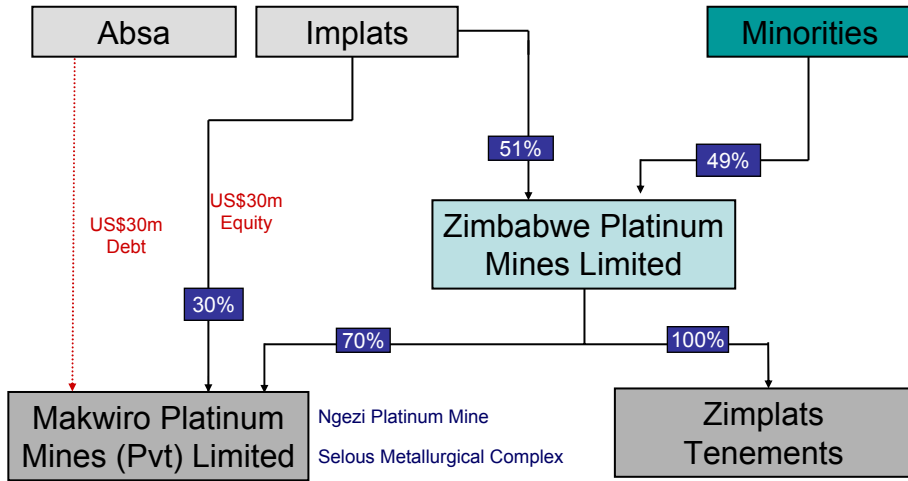 Absa
Implats
Minorities
51%
49%
US$30m
Debt
US$30m
Equity
Zimbabwe Platinum
Mines Limited
30%
70%
100%
Makwiro Platinum
Mines (Pvt) Limited
Ngezi Platinum Mine
Selous Metallurgical Complex
Zimplats
Tenements